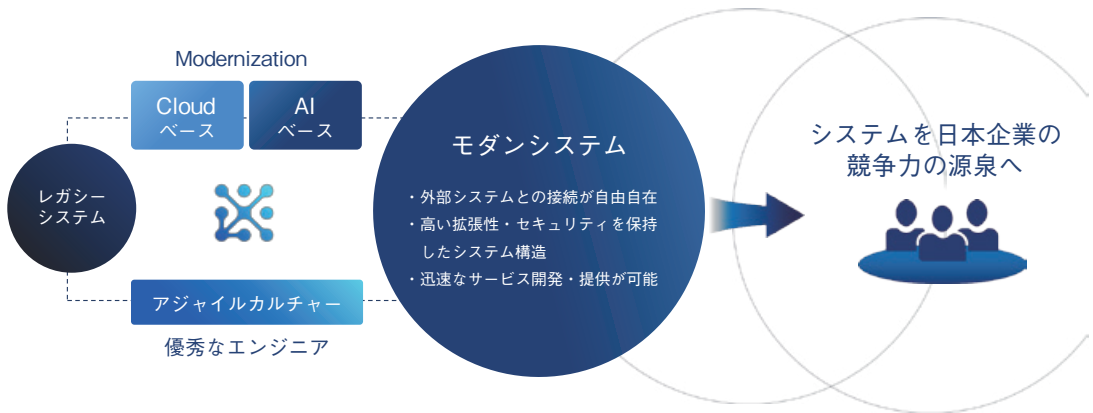 Modernization
Cloud
ベース
AI
ベース
レガシー
システム
アジャイルカルチャー
優秀なエンジニア
モダンシステム
・外部システムとの接続が自由自在
・高い拡張性・セキュリティを保持
したシステム構造
・迅速なサービス開発・提供が可能
システムを日本企業の
競争力の源泉へ